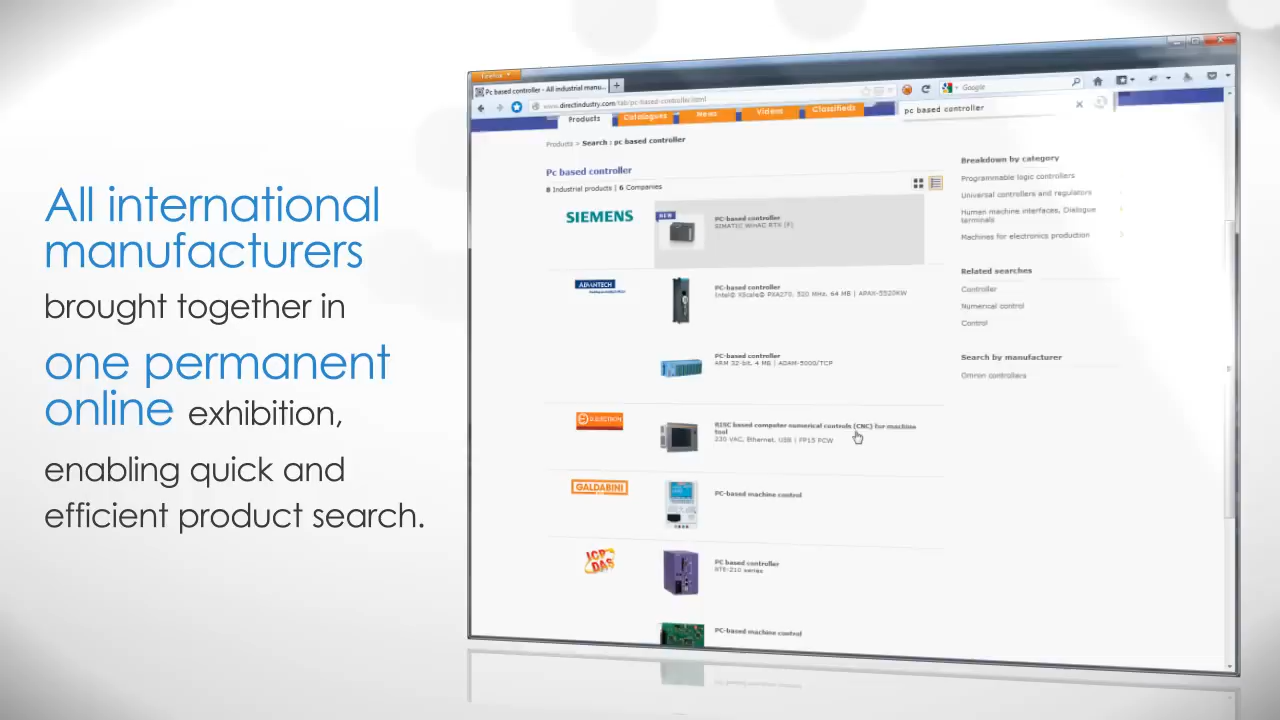 All international
manufacturers
brought together in
one permanent
online exhibition,
enabling quick and
efficient product search.
Firefox
Pc based controller - All industrial manu...
www.directindustry.com
Google
Products
Catalogues
News
Videos
Classifieds
pc based controller
Products > Search : pc based controller
Pc based controller
8 Industrial products | 6 Companies
SIEMENS
NEW
PC-based controller
SIMATIC WinAC RTX (F)
ADVANTECH
PC-based controller
Intel® XScale® PXA270, 520 MHz, 64 MB | APAX-5520KW
PC-based controller
ARM 32-bit, 4 MB | ADAM-5000/TCP
RISC based computer numerical controls (CNC) for machine
tool
230 VAC, Ethernet, USB | FP15 PCW
GALDABINI
PC-based machine control
ICP
DAS
PC based controller
RTE-210 series
PC-based machine control
Breakdown by category
Programmable logic controllers
Universal controllers and regulators
Human machine interfaces, Dialogue
terminals
Machines for electronics production
Related searches
Controller
Numerical control
Control
Search by manufacturer
Omron controllers